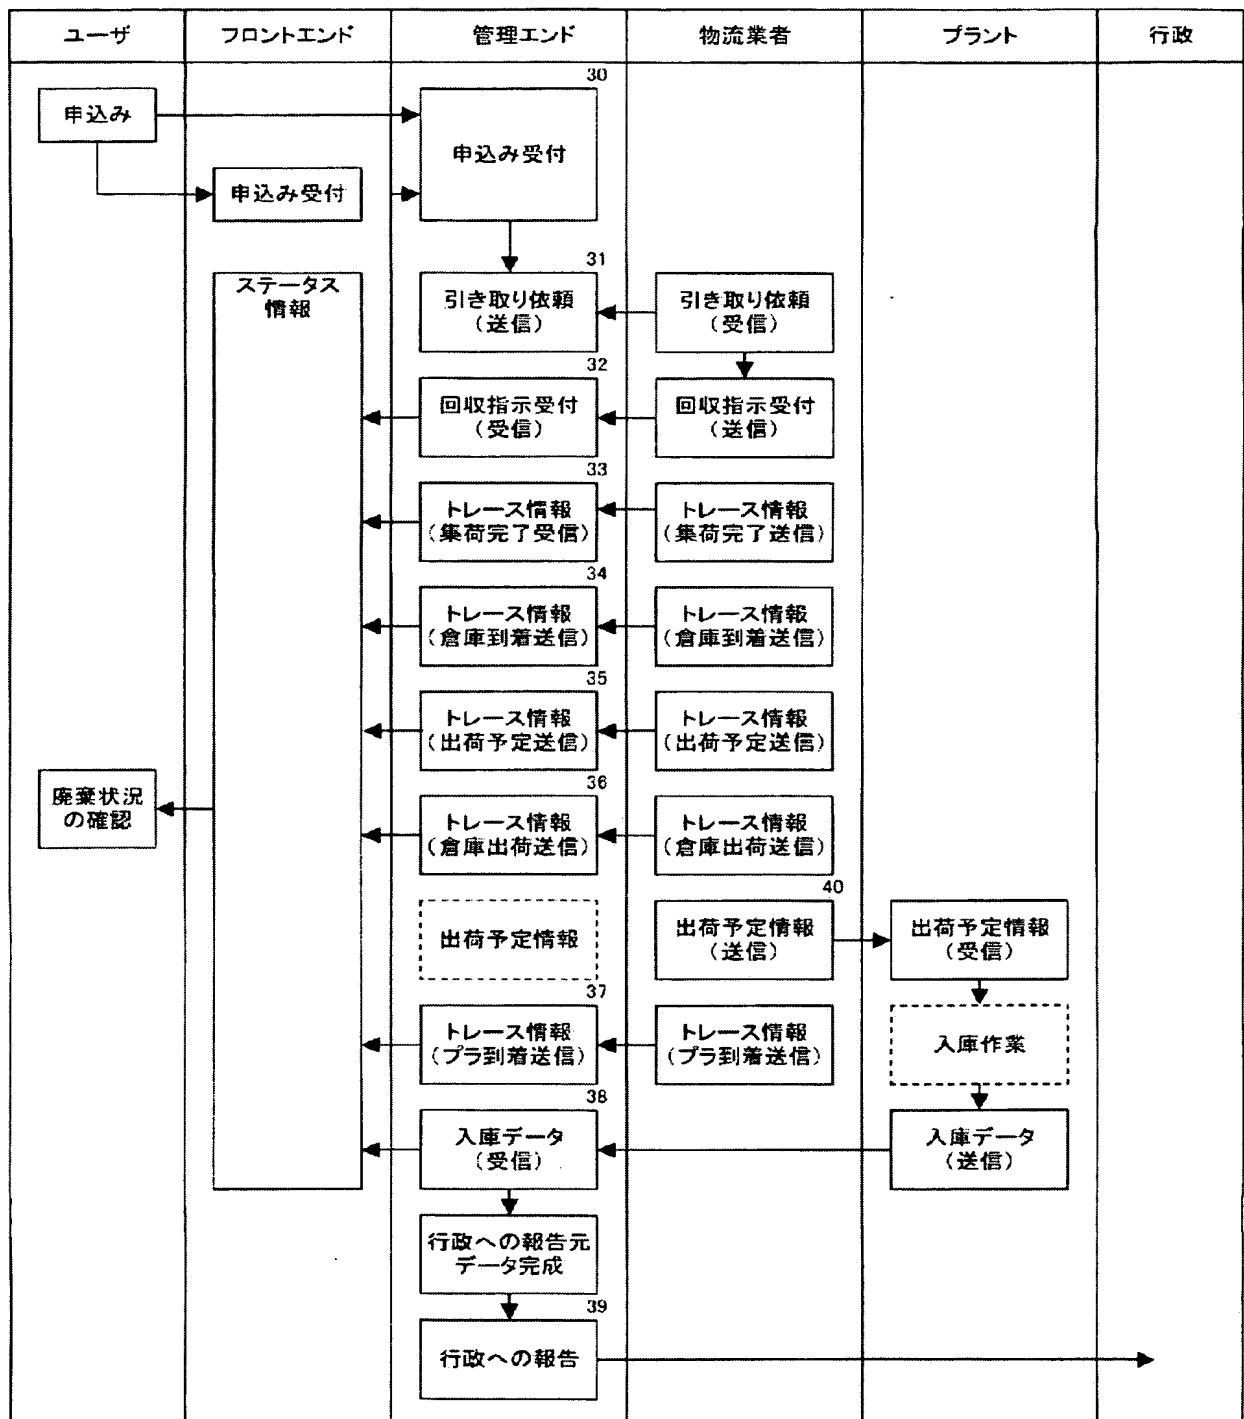 ユーザ
フロントエンド
管理エンド
物流業者
プラント
行政
30
申込み
申込み受付
申込み受付
31
ステータス
情報
引き取り依頼
(送信)
引き取り依頼
(受信)
32
回収指示受付
(受信)
回収指示受付
(送信)
33
トレース情報
(集荷完了受信)
トレース情報
(集荷完了送信)
34
トレース情報
(倉庫到着送信)
トレース情報
(倉庫到着送信)
35
トレース情報
(出荷予定送信)
トレース情報
(出荷予定送信)
36
廃棄状況
の確認
トレース情報
(倉庫出荷送信)
トレース情報
(倉庫出荷送信)
40
出荷予定情報
出荷予定情報
(送信)
出荷予定情報
(受信)
37
トレース情報
(プラ到着送信)
トレース情報
(プラ到着送信)
入庫作業
38
入庫データ
(受信)
入庫データ
(送信)
行政への報告元
データ完成
39
行政への報告